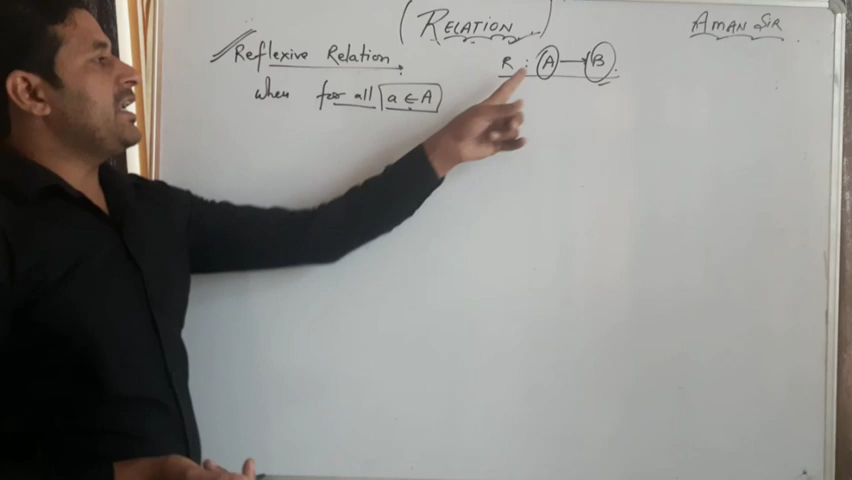 (RELATION)
AMAN SIR
Reflexive Relation
R : A → B
when for all a ∈ A